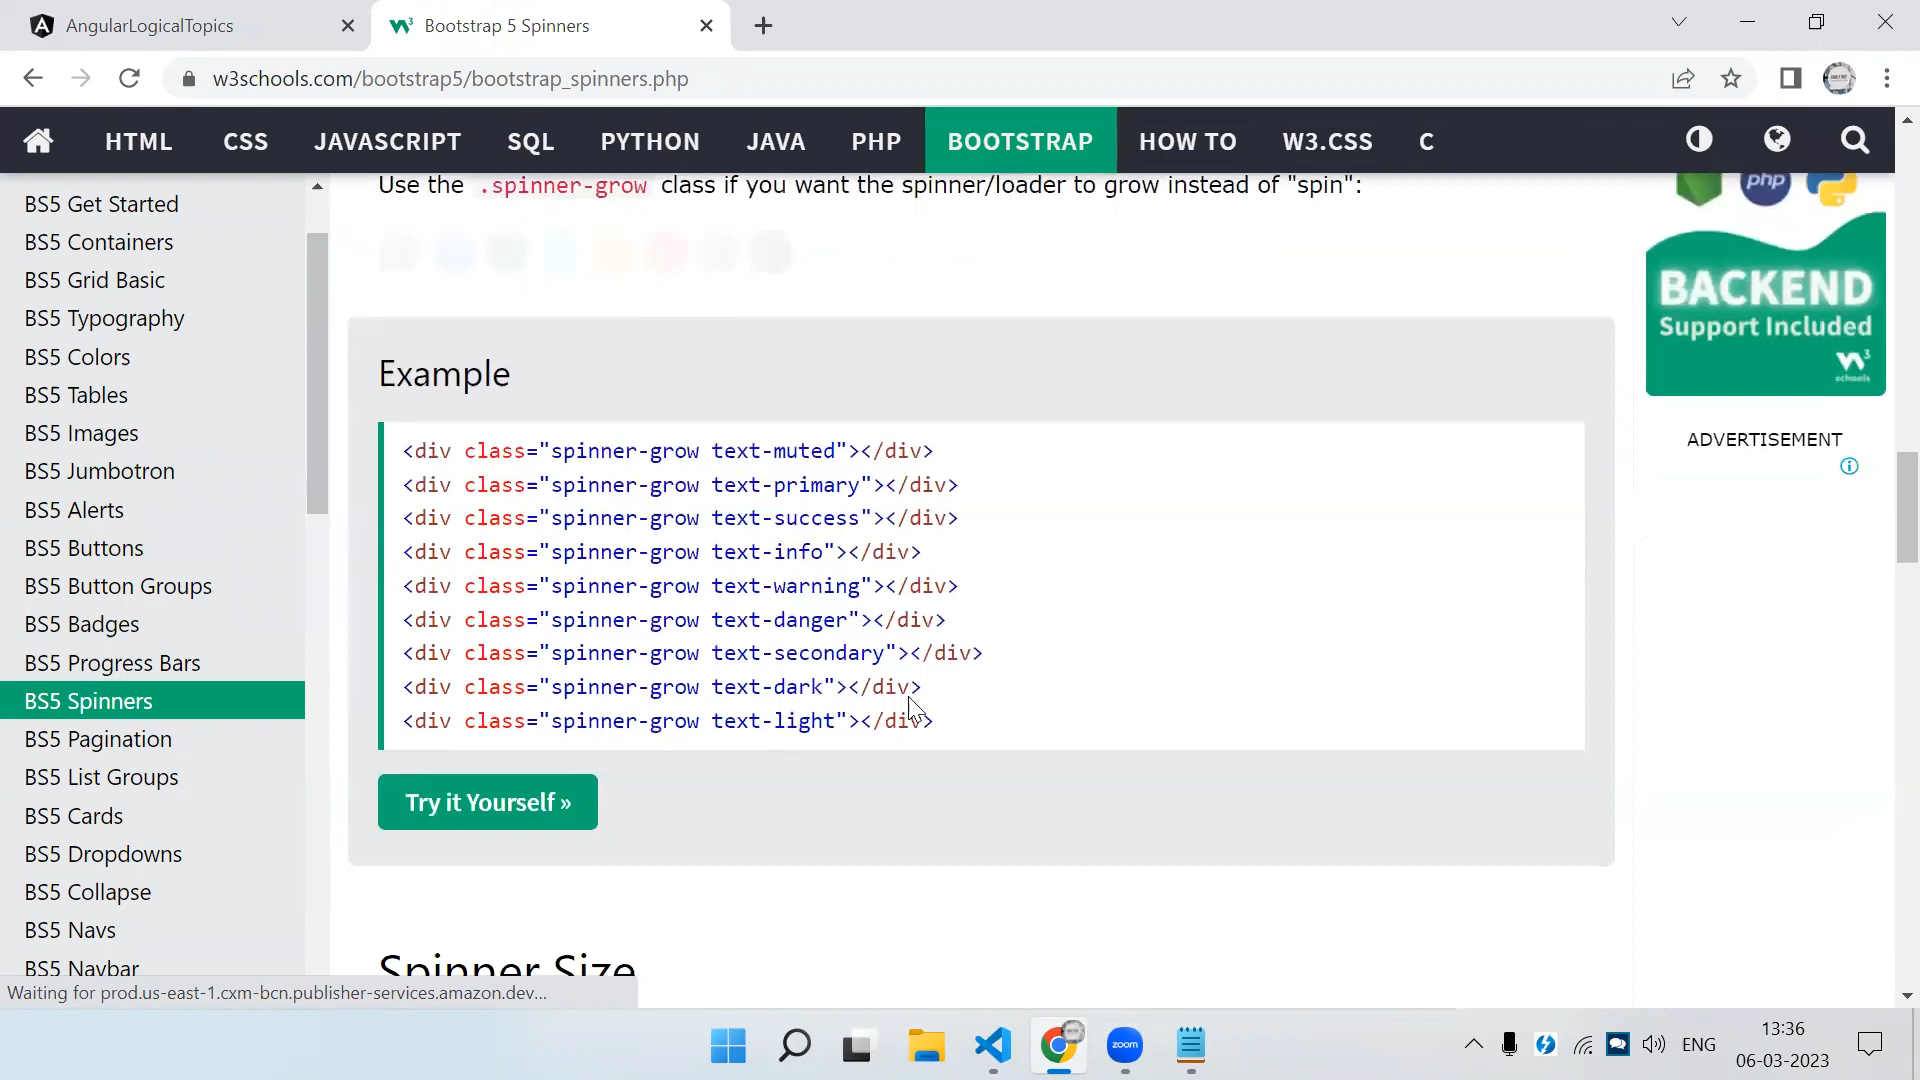 AngularLogicalTopics
Bootstrap 5 Spinners
w3schools.com/bootstrap5/bootstrap_spinners.php
HTML CSS JAVASCRIPT SQL PYTHON JAVA PHP BOOTSTRAP HOW TO W3.CSS C
BS5 Get Started
BS5 Containers
BS5 Grid Basic
BS5 Typography
BS5 Colors
BS5 Tables
BS5 Images
BS5 Jumbotron
BS5 Alerts
BS5 Buttons
BS5 Button Groups
BS5 Badges
BS5 Progress Bars
BS5 Spinners
BS5 Pagination
BS5 List Groups
BS5 Cards
BS5 Dropdowns
BS5 Collapse
BS5 Navs
BS5 Navbar
Use the .spinner-grow class if you want the spinner/loader to grow instead of "spin":
Example
<div class="spinner-grow text-muted"></div>
<div class="spinner-grow text-primary"></div>
<div class="spinner-grow text-success"></div>
<div class="spinner-grow text-info"></div>
<div class="spinner-grow text-warning"></div>
<div class="spinner-grow text-danger"></div>
<div class="spinner-grow text-secondary"></div>
<div class="spinner-grow text-dark"></div>
<div class="spinner-grow text-light"></div>
Try it Yourself »
Spinner Size
php
BACKEND
Support Included
w3
schools
ADVERTISEMENT
Waiting for prod.us-east-1.cxm-bcn.publisher-services.amazon.dev...
zoom
ENG
13:36
06-03-2023